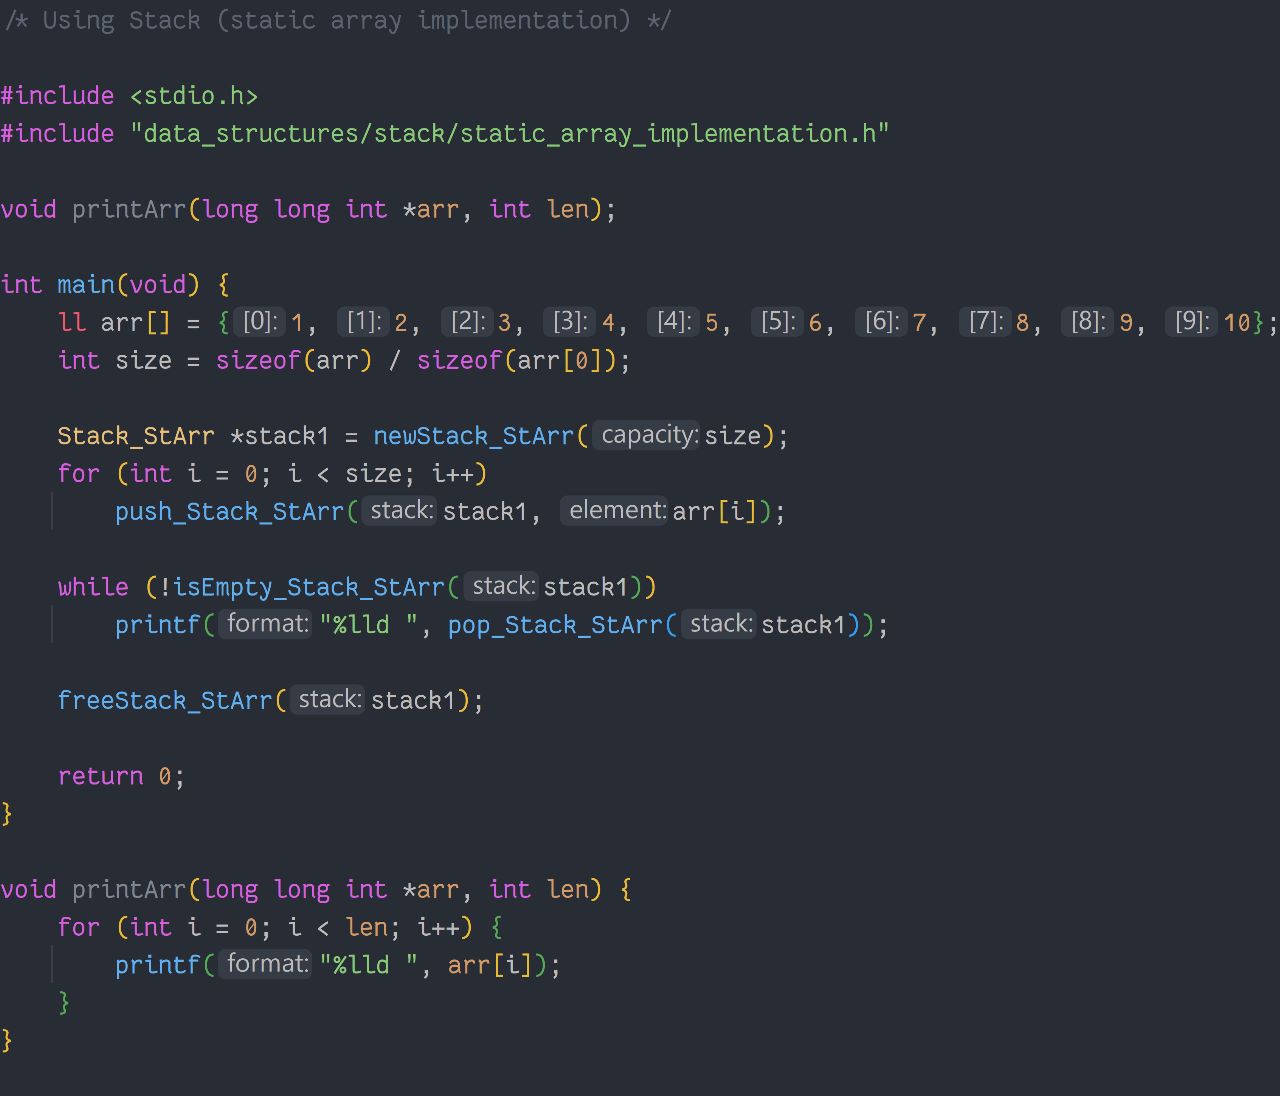 /* Using Stack (static array implementation) */
#include <stdio.h>
#include "data_structures/stack/static_array_implementation.h"
void printArr(long long int *arr, int len);
int main(void) {
ll arr[] = {[0]: 1, [1]: 2, [2]: 3, [3]: 4, [4]: 5, [5]: 6, [6]: 7, [7]: 8, [8]: 9, [9]: 10};
int size = sizeof(arr) / sizeof(arr[0]);
Stack_StArr *stack1 = newStack_StArr(capacity: size);
for (int i = 0; i < size; i++)
push_Stack_StArr(stack: stack1, element: arr[i]);
while (!isEmpty_Stack_StArr(stack: stack1))
printf(format: "%lld ", pop_Stack_StArr(stack: stack1));
freeStack_StArr(stack: stack1);
return 0;
}
void printArr(long long int *arr, int len) {
for (int i = 0; i < len; i++) {
printf(format: "%lld ", arr[i]);
}
}